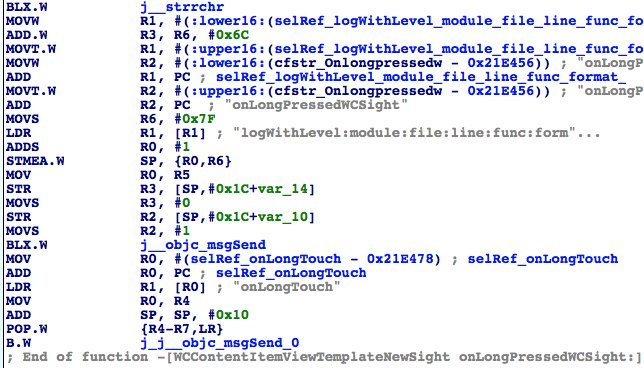 BLX.W j__strrchr
MOVW R1, #(:lower16:(selRef_logWithLevel_module_file_line_func_fo
ADD.W R3, R6, #0x6C
MOVT.W R1, #(:upper16:(selRef_logWithLevel_module_file_line_func_fo
MOVW R2, #(:lower16:(cfstr_Onlongpressedw - 0x21E456)) ; "onLongP
ADD R1, PC ; selRef_logWithLevel_module_file_line_func_format_
MOVT.W R2, #(:upper16:(cfstr_Onlongpressedw - 0x21E456)) ; "onLongP
ADD R2, PC ; "onLongPressedWCSight"
MOVS R6, #0x7F
LDR R1, [R1] ; "logWithLevel:module:file:line:func:form"...
ADDS R0, #1
STMEA.W SP, {R0,R6}
MOV R0, R5
STR R3, [SP,#0x1C+var_14]
MOVS R3, #0
STR R2, [SP,#0x1C+var_10]
MOVS R2, #1
BLX.W j__objc_msgSend
MOV R0, #(selRef_onLongTouch - 0x21E478) ; selRef_onLongTouch
ADD R0, PC ; selRef_onLongTouch
LDR R1, [R0] ; "onLongTouch"
MOV R0, R4
ADD SP, SP, #0x10
POP.W {R4-R7,LR}
B.W j_j__objc_msgSend_0
; End of function -[WCContentItemViewTemplateNewSight onLongPressedWCSight:]